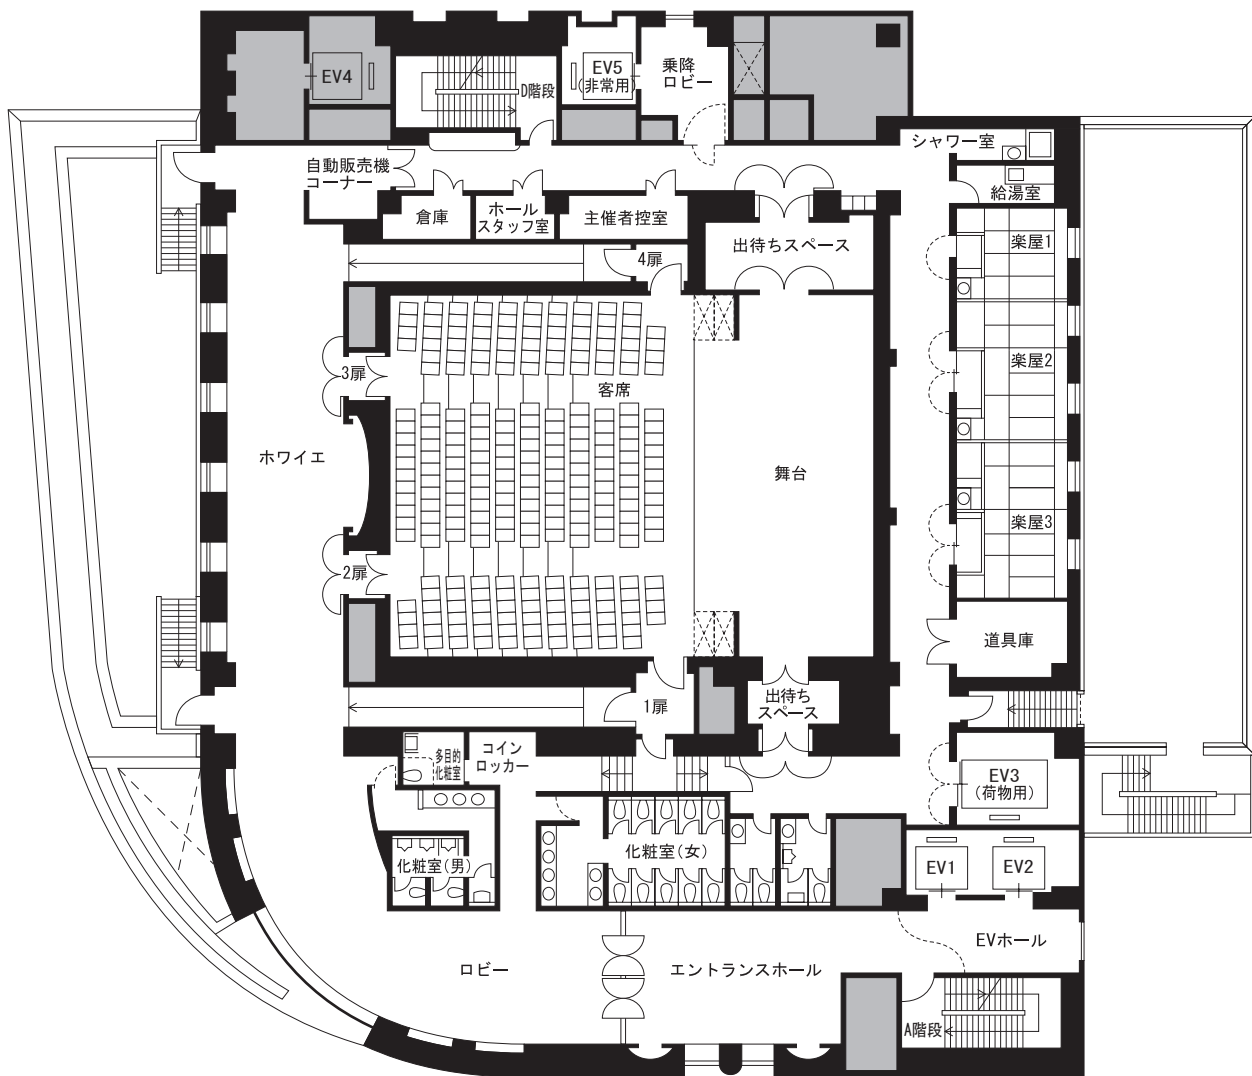 EV4
D階段
EV5
(非常用)
乗降
ロビー
シャワー室
給湯室
自動販売機
コーナー
倉庫
ホール
スタッフ室
主催者控室
出待ちスペース
4扉
楽屋1
楽屋2
楽屋3
3扉
客席
ホワイエ
舞台
2扉
道具庫
1扉
出待ち
スペース
多目的
化粧室
コイン
ロッカー
EV3
(荷物用)
化粧室(男)
化粧室(女)
EV1
EV2
EVホール
ロビー
エントランスホール
A階段